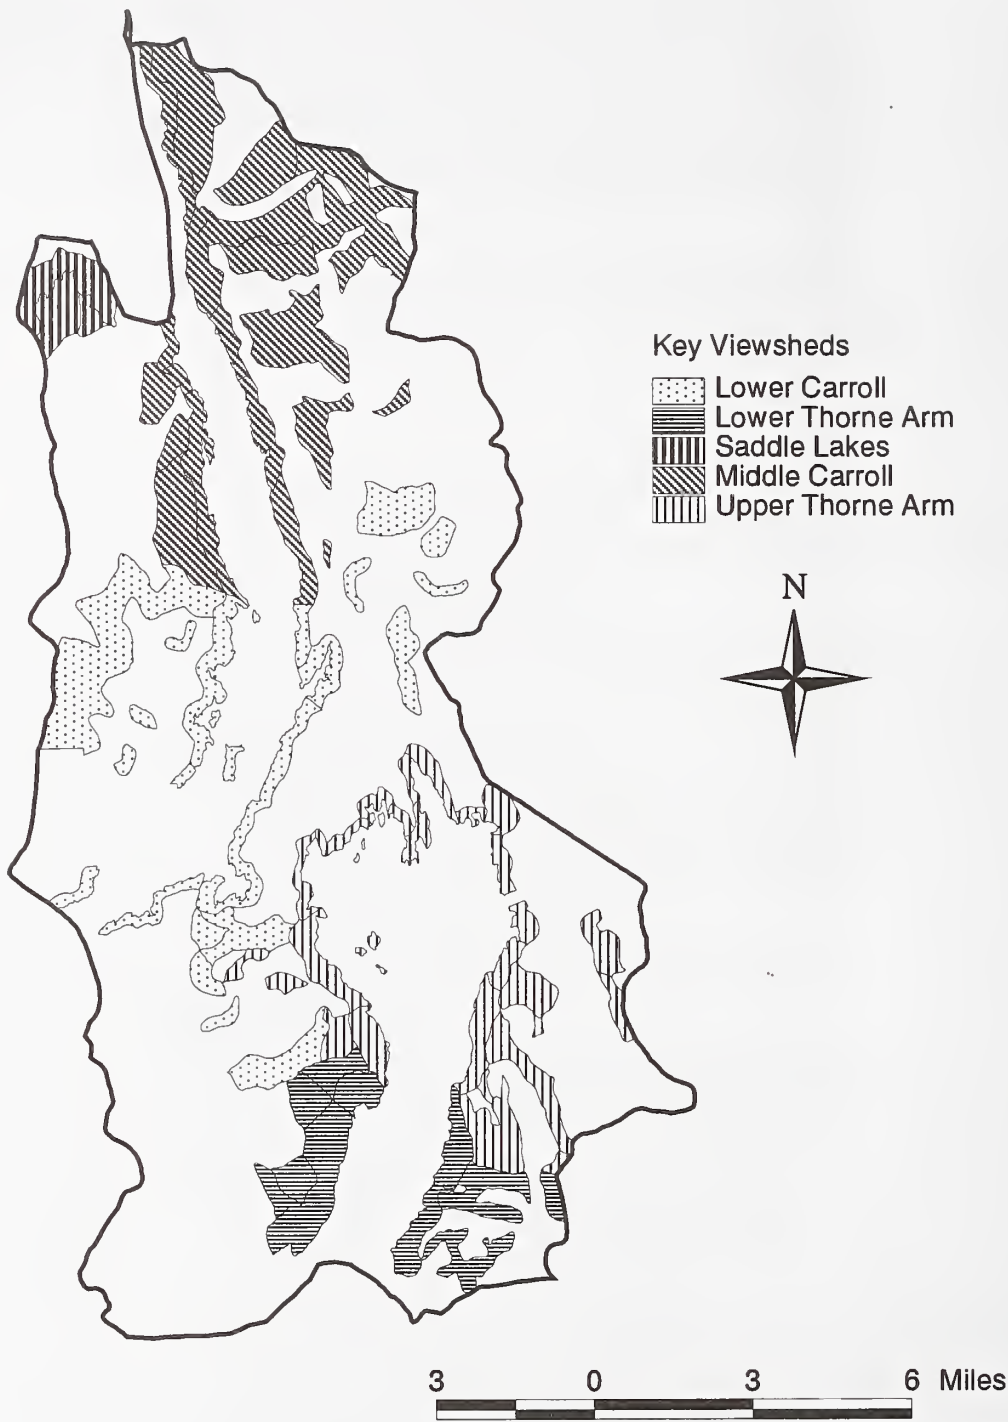 Key Viewsheds
Lower Carroll
Lower Thorne Arm
Saddle Lakes
Middle Carroll
Upper Thorne Arm
N
3 0 3 6 Miles